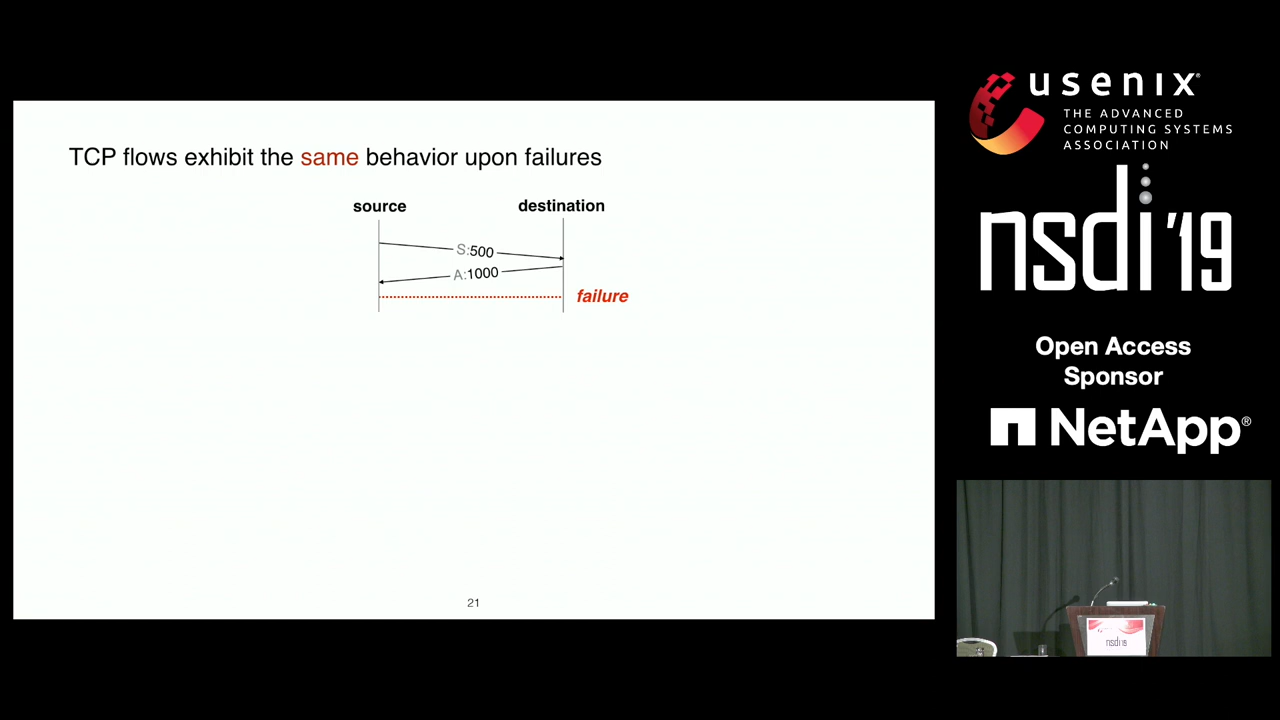 TCP flows exhibit the same behavior upon failures
source
destination
S:500
A:1000
failure
21
usenix®
THE ADVANCED
COMPUTING SYSTEMS
ASSOCIATION
nsdi '19
Open Access
Sponsor
NetApp®
nsdi19